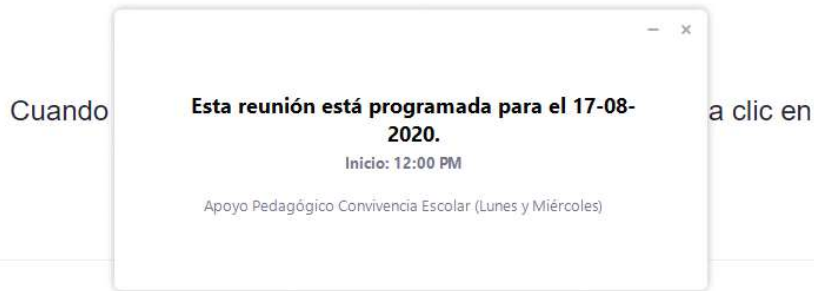 Esta reunión está programada para el 17-08-
2020.
Cuando
a clic en
Inicio: 12:00 PM
Apoyo Pedagógico Convivencia Escolar (Lunes y Miércoles)